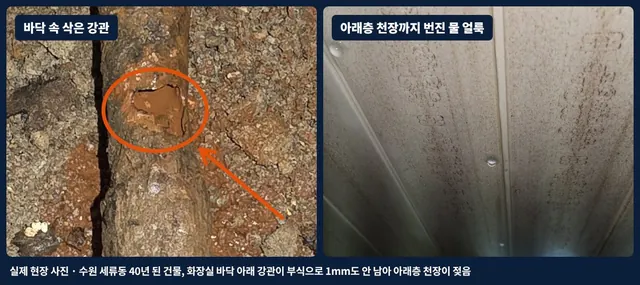 바닥 속 삭은 강관
아래층 천장까지 번진 물 얼룩
실제 현장 사진 · 수원 세류동 40년 된 건물, 화장실 바닥 아래 강관이 부식으로 1mm도 안 남아 아래층 천장이 젖음